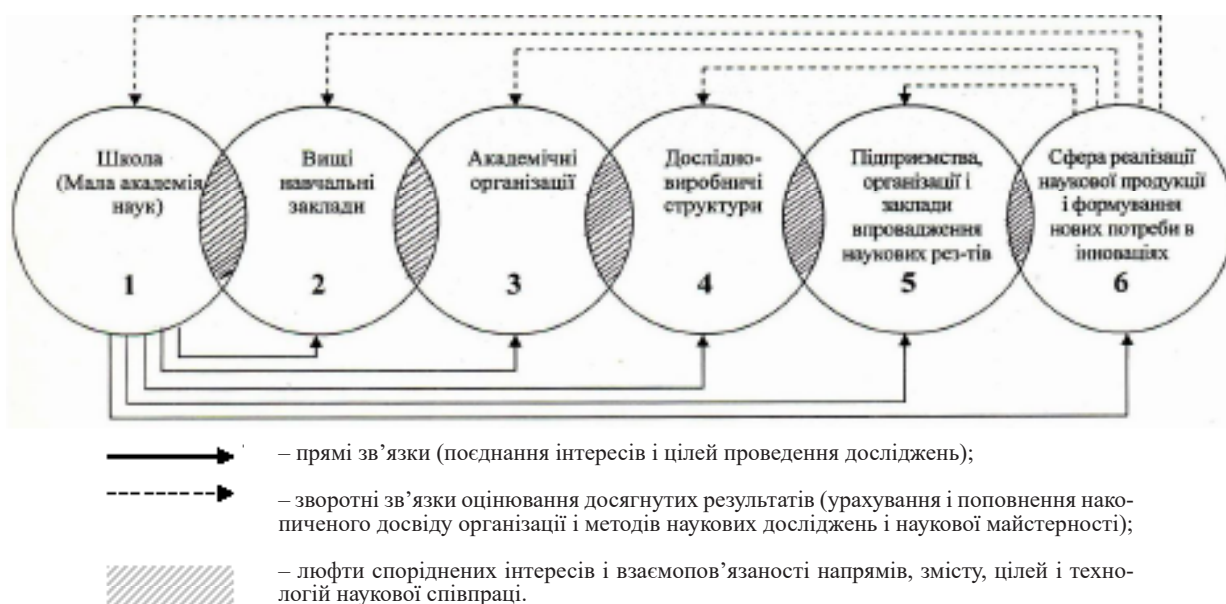 Школа
(Мала академія
наук)
1
Вищі
навчальні
заклади
2
Академічні
організації
3
Дослідно-
виробничі
структури
4
Підприємства,
організації і
заклади
впровадження
наукових рез-тів
5
Сфера реалізації
наукової продукції
і формування
нових потреби в
інноваціях
6
– прямі зв’язки (поєднання інтересів і цілей проведення досліджень);
– зворотні зв’язки оцінювання досягнутих результатів (урахування і поповнення нако-
пиченого досвіду організації і методів наукових досліджень і наукової майстерності);
– люфти споріднених інтересів і взаємопов’язаності напрямів, змісту, цілей і техно-
логій наукової співпраці.